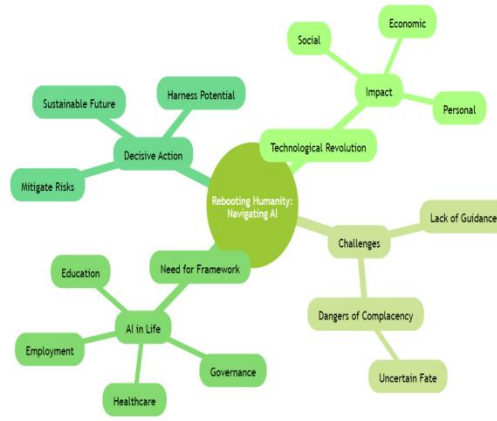 Economic
Social
Impact
Personal
Technological Revolution
Harness Potential
Sustainable Future
Decisive Action
Mitigate Risks
Rebooting Humanity:
Navigating AI
Lack of Guidance
Challenges
Dangers of Complacency
Uncertain Fate
Need for Framework
Education
AI in Life
Employment
Governance
Healthcare